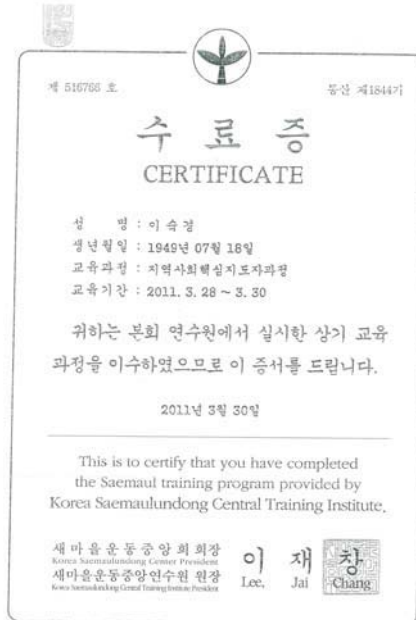 제 516766 호
통산 제1844기
수 료 증
CERTIFICATE
성 명 : 이 숙 경
생년월일 : 1949년 07월 18일
교육과정 : 지역사회핵심지도자과정
교육기간 : 2011. 3. 28 ~ 3. 30
귀하는 본회 연수원에서 실시한 상기 교육
과정을 이수하였으므로 이 증서를 드립니다.
2011년 3월 30일
This is to certify that you have completed
the Saemaul training program provided by
Korea Saemaulundong Central Training Institute.
새마을운동중앙회회장
Korea Saemaulundong Center President
새마을운동중앙연수원 원장
Korea Saemaulundong Central Training Institute President
이 재 창
Lee, Jai Chang